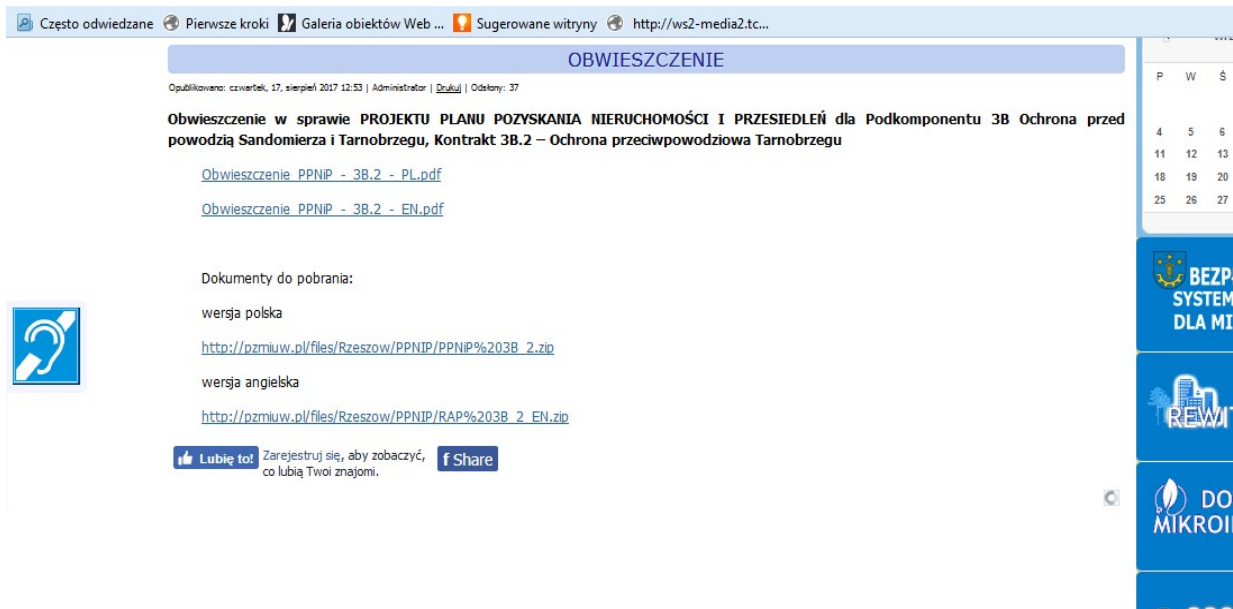 Często odwiedzane Pierwsze kroki Galeria obiektów Web ... Sugerowane witryny http://ws2-media2.tc...
OBWIESZCZENIE
Opublikowano: czwartek, 17, sierpień 2017 12:53 | Administrator | Drukuj | Odsłony: 37
Obwieszczenie w sprawie PROJEKTU PLANU POZYSKANIA NIERUCHOMOŚCI I PRZESIEDLEŃ dla Podkomponentu 3B Ochrona przed
powodzią Sandomierza i Tarnobrzegu, Kontrakt 3B.2 – Ochrona przeciwpowodziowa Tarnobrzegu
Obwieszczenie PPNiP - 3B.2 - PL.pdf
Obwieszczenie PPNiP - 3B.2 - EN.pdf
Dokumenty do pobrania:
wersja polska
http://pzmiuw.pl/files/Rzeszow/PPNIP/PPNiP%203B_2.zip
wersja angielska
http://pzmiuw.pl/files/Rzeszow/PPNIP/RAP%203B_2_EN.zip
Lubię to! Zarejestruj się, aby zobaczyć,
co lubią Twoi znajomi.
f Share
P W Ś
4 5 6
11 12 13
18 19 20
25 26 27
BEZP
SYSTEM
DLA MI
REWIT
DO
MIKROI